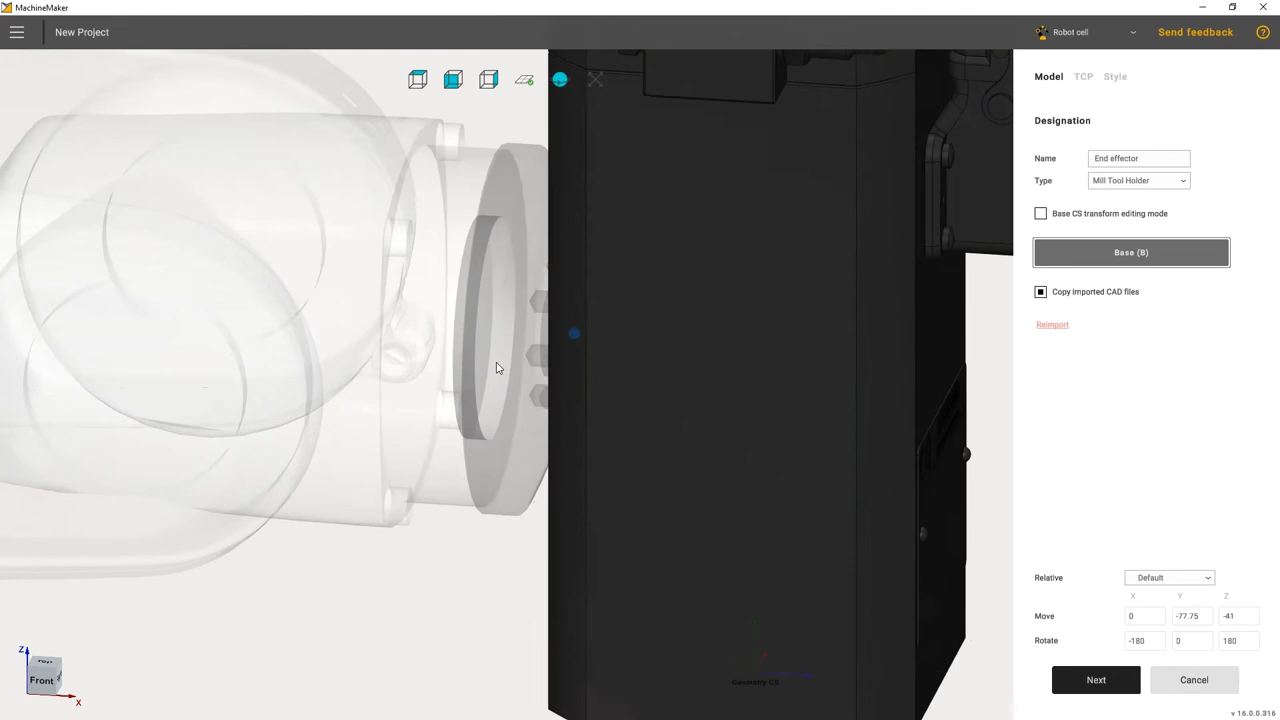 MachineMaker
New Project
Robot cell
Send feedback
?
Model TCP Style
Designation
Name End effector
Type Mill Tool Holder
Base CS transform editing mode
Base (B)
Copy imported CAD files
Reimport
Relative Default
X Y Z
Move 0 -77.75 -41
Rotate -180 0 180
Geometry CS
Z
Front
X
Next Cancel
v 16.0.0.316